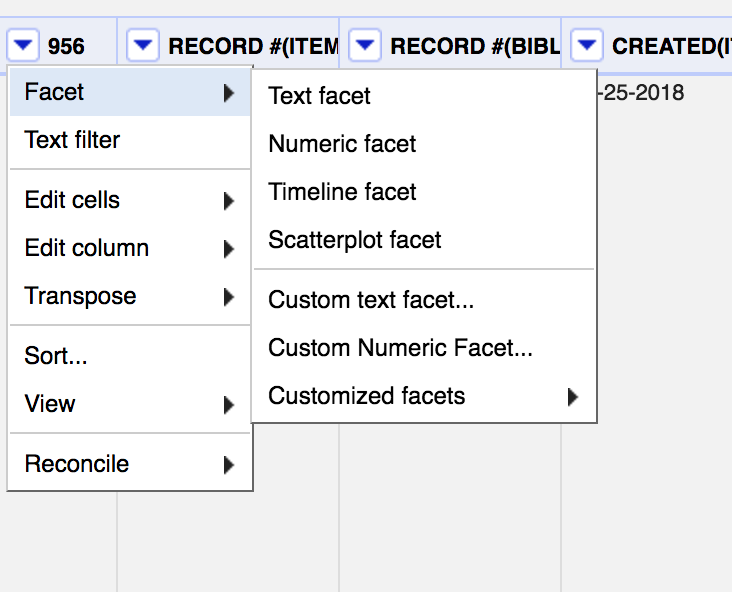 956
RECORD #(ITEM
RECORD #(BIBL
CREATED(I
-25-2018
Facet
Text filter
Edit cells
Edit column
Transpose
Sort...
View
Reconcile
Text facet
Numeric facet
Timeline facet
Scatterplot facet
Custom text facet...
Custom Numeric Facet...
Customized facets